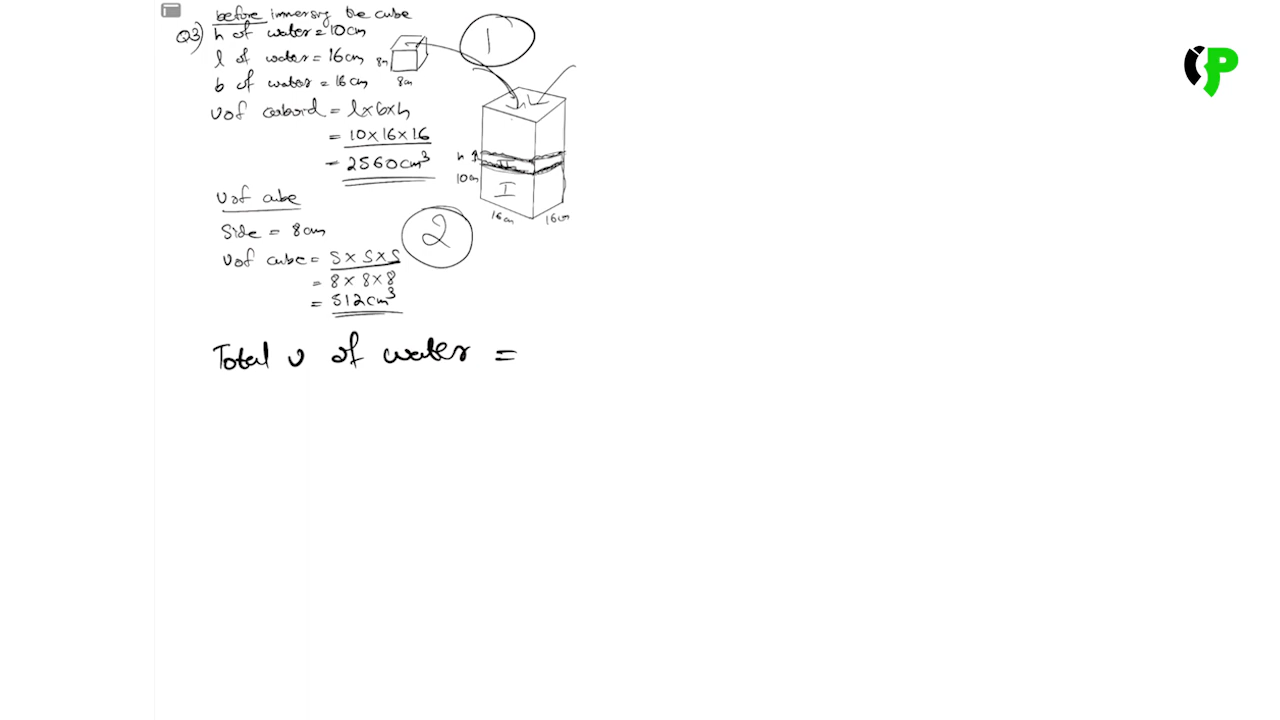 before immersing the cube
Q3) h of water = 10cm
l of water = 16cm
b of water = 16cm
v of cuboid = l x b x h
= 10 x 16 x 16
= 2560cm³
v of cube
Side = 8cm
v of cube = S x S x S
= 8 x 8 x 8
= 512cm³
Total v of water =
1
8m
8cm
h
II
10cm
I
16cm
16cm
2
P